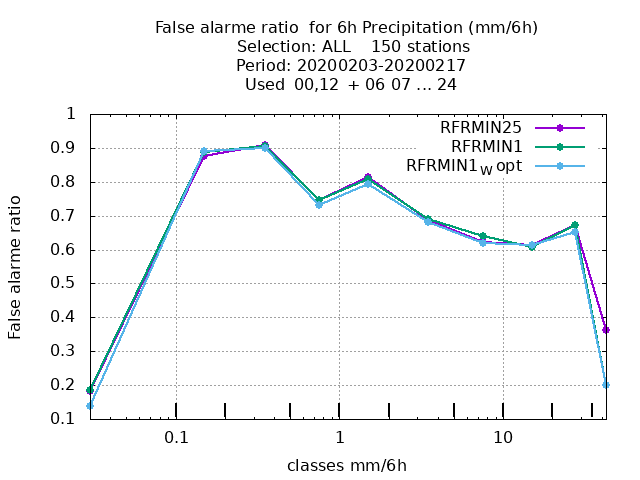 False alarme ratio for 6h Precipitation (mm/6h)
Selection: ALL 150 stations
Period: 20200203-20200217
Used 00,12 + 06 07 ... 24
RFRMIN25
RFRMIN1
RFRMIN1W opt
1
0.9
0.8
0.7
0.6
0.5
0.4
0.3
0.2
0.1
False alarme ratio
0.1 1 10
classes mm/6h